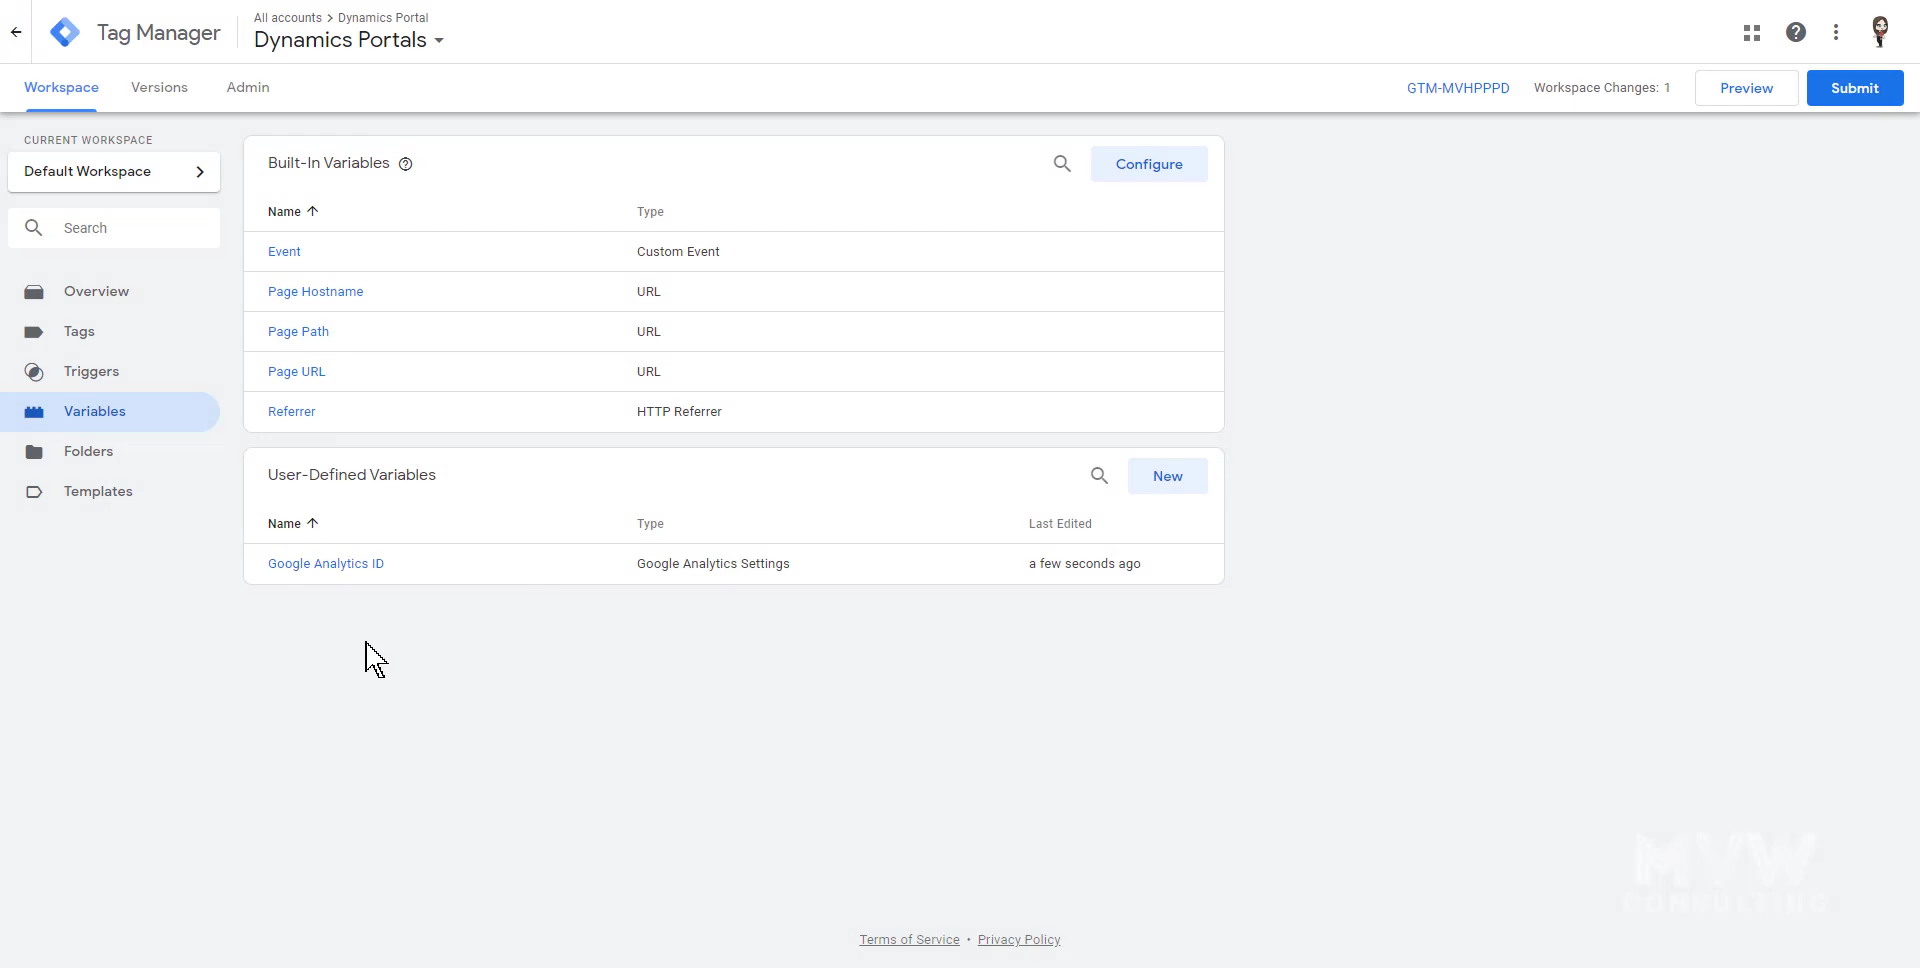 All accounts > Dynamics Portal
Tag Manager
Dynamics Portals
Workspace Versions Admin
GTM-MVHPPPD Workspace Changes: 1 Preview Submit
CURRENT WORKSPACE
Default Workspace
Search
Overview
Tags
Triggers
Variables
Folders
Templates
Built-In Variables Configure
Name Type
Event Custom Event
Page Hostname URL
Page Path URL
Page URL URL
Referrer HTTP Referrer
User-Defined Variables New
Name Type Last Edited
Google Analytics ID Google Analytics Settings a few seconds ago
MVW
CONSULTING
Terms of Service • Privacy Policy